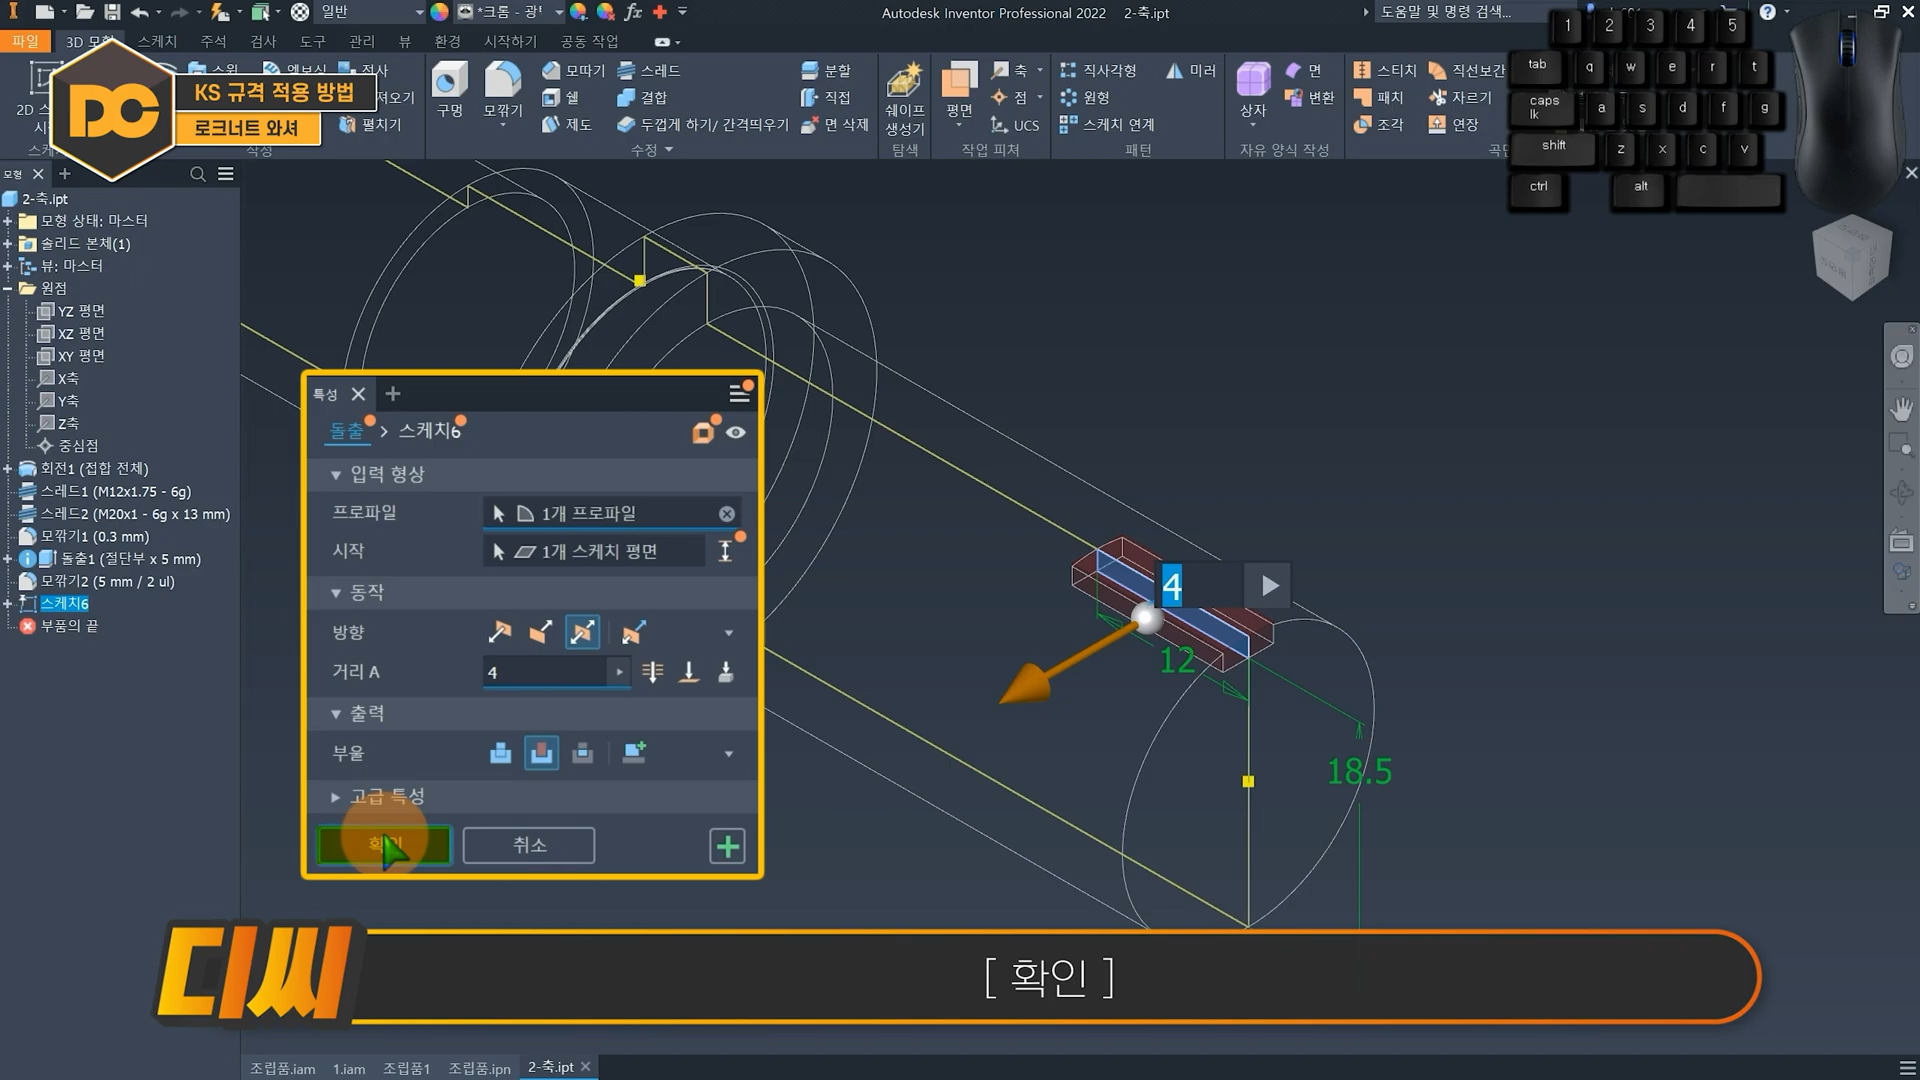 일반
Autodesk Inventor Professional 2022 2-축.ipt
도움말 및 명령 검색...
파일
스케치
주석
검사
도구
관리
뷰
환경
시작하기
공동 작업
DC
KS 규격 적용 방법
로크너트 와셔
구멍
모깎기
모따기
쉘
제도
스레드
결합
두껍게 하기/ 간격띄우기
분할
직접
면 삭제
수정
쉐이프
생성기
탐색
평면
축
점
UCS
작업 피쳐
직사각형
원형
스케치 연계
미러
패턴
상자
면
변환
자유 양식 작성
스티치
패치
조각
직선보간
자르기
연장
펼치기
1 2 3 4 5
tab q w e r t
caps lk a s d f g
shift z x c v
ctrl alt
모형
2-축.ipt
모형 상태: 마스터
솔리드 본체(1)
뷰: 마스터
원점
YZ 평면
XZ 평면
XY 평면
X축
Y축
Z축
중심점
회전1 (접합 전체)
스레드1 (M12x1.75 - 6g)
스레드2 (M20x1 - 6g x 13 mm)
모깎기1 (0.3 mm)
돌출1 (절단부 x 5 mm)
모깎기2 (5 mm / 2 ul)
스케치6
부품의 끝
특성
돌출 > 스케치6
입력 형상
프로파일 1개 프로파일
시작 1개 스케치 평면
동작
방향
거리 A 4
출력
부울
고급 특성
확인 취소
4
12
18.5
디씨
[ 확인 ]
조립품.iam 1.iam 조립품1 조립품.ipn 2-축.ipt